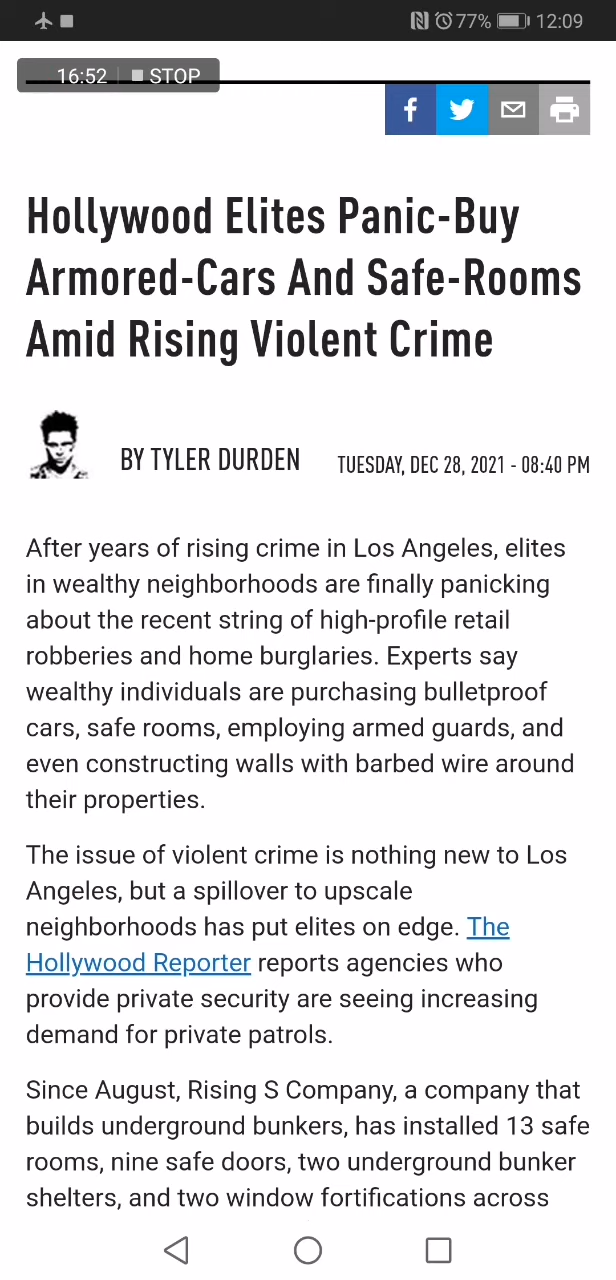 77% 12:09
16:52 STOP
Hollywood Elites Panic-Buy
Armored-Cars And Safe-Rooms
Amid Rising Violent Crime
BY TYLER DURDEN TUESDAY, DEC 28, 2021 - 08:40 PM
After years of rising crime in Los Angeles, elites
in wealthy neighborhoods are finally panicking
about the recent string of high-profile retail
robberies and home burglaries. Experts say
wealthy individuals are purchasing bulletproof
cars, safe rooms, employing armed guards, and
even constructing walls with barbed wire around
their properties.
The issue of violent crime is nothing new to Los
Angeles, but a spillover to upscale
neighborhoods has put elites on edge. The
Hollywood Reporter reports agencies who
provide private security are seeing increasing
demand for private patrols.
Since August, Rising S Company, a company that
builds underground bunkers, has installed 13 safe
rooms, nine safe doors, two underground bunker
shelters, and two window fortifications across